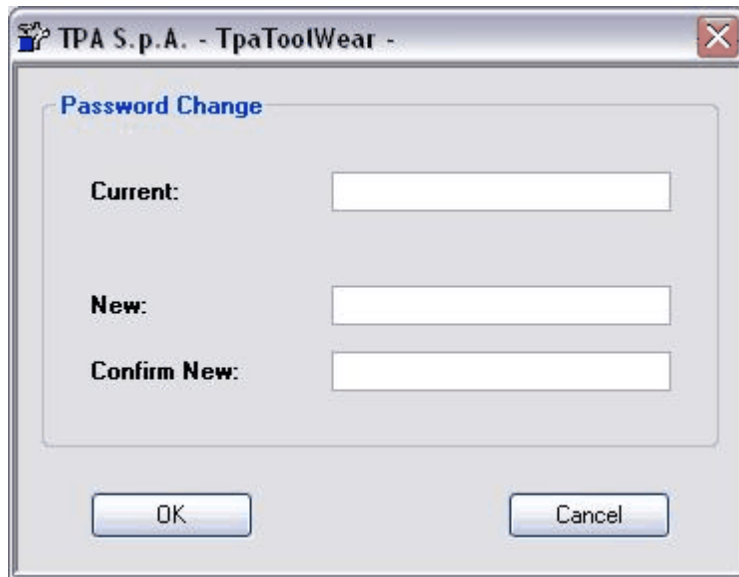 TPA S.p.A. - TpaToolWear -
Password Change
Current:
New:
Confirm New:
OK
Cancel